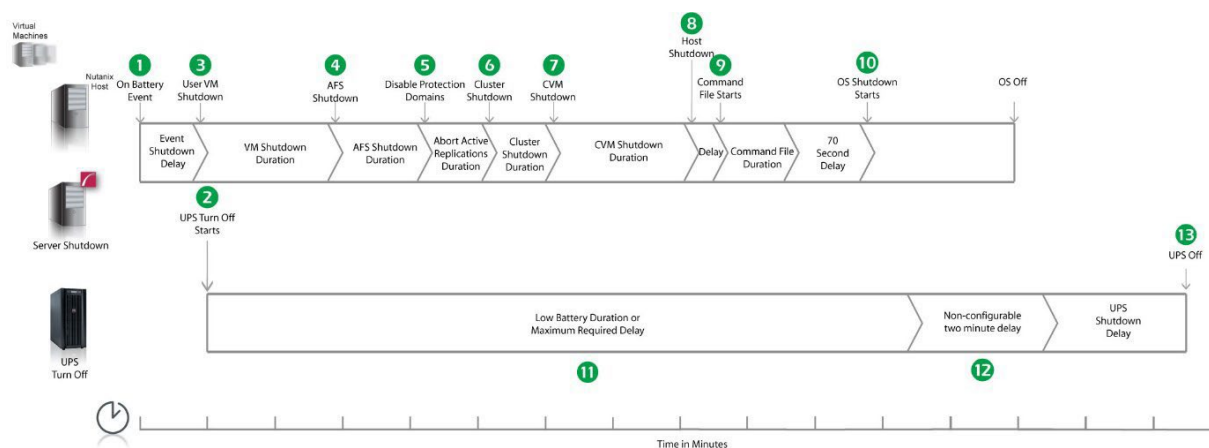 Virtual
Machines
Nutanix
Host
1
On Battery
Event
3
User VM
Shutdown
4
AFS
Shutdown
5
Disable Protection
Domains
6
Cluster
Shutdown
7
CVM
Shutdown
8
Host
Shutdown
9
Command
File Starts
10
OS Shutdown
Starts
OS Off
Event
Shutdown
Delay
VM Shutdown
Duration
AFS Shutdown
Duration
Abort Active
Replications
Duration
Cluster
Shutdown
Duration
CVM Shutdown
Duration
Delay
Command File
Duration
70
Second
Delay
Server Shutdown
2
UPS Turn Off
Starts
13
UPS Off
UPS
Turn Off
Low Battery Duration or
Maximum Required Delay
Non-configurable
two minute delay
UPS
Shutdown
Delay
11
12
Time in Minutes